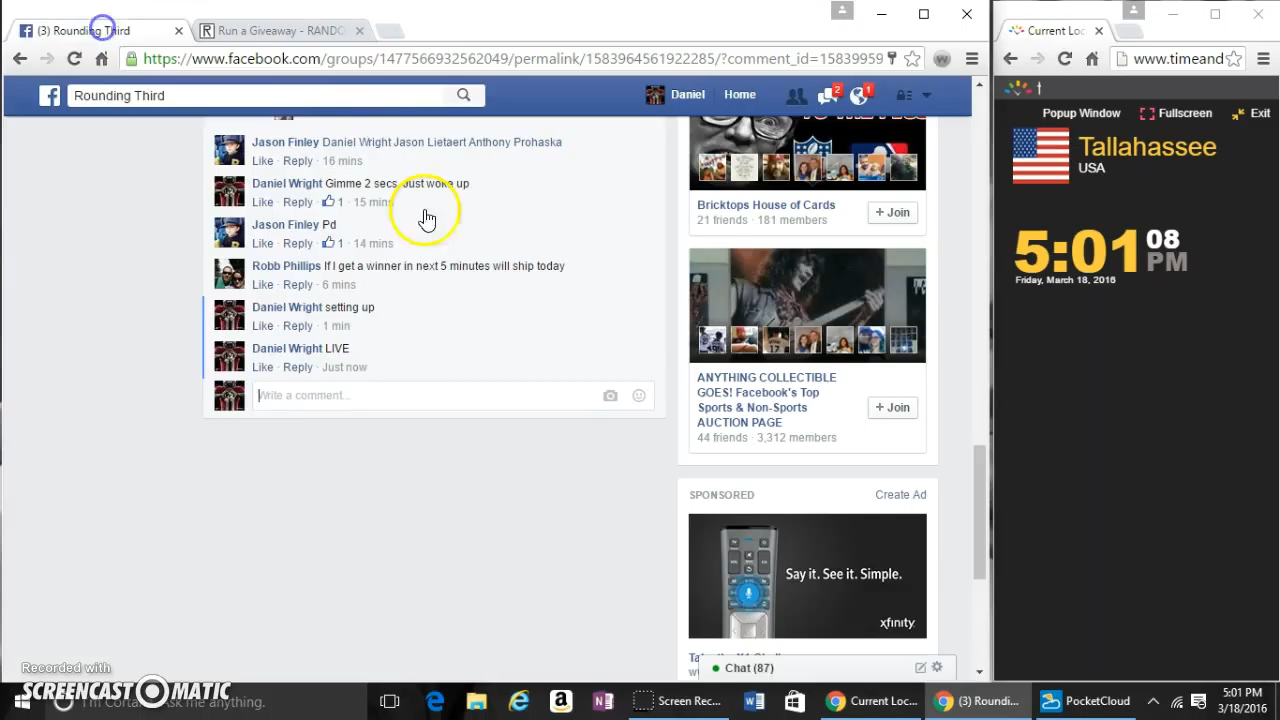 (3) Rounding Third
Run a Giveaway - RANDO
https://www.facebook.com/groups/1477566932562049/permalink/1583964561922285/?comment_id=15839959
Rounding Third
Daniel
Home
2
1
Jason Finley Daniel Wright Jason Lietaert Anthony Prohaska
Like · Reply · 16 mins
Daniel Wright Gimme 2 secs. Just woke up
Like · Reply · 1 · 15 mins
Jason Finley Pd
Like · Reply · 1 · 14 mins
Robb Phillips If I get a winner in next 5 minutes will ship today
Like · Reply · 6 mins
Daniel Wright setting up
Like · Reply · 1 min
Daniel Wright LIVE
Like · Reply · Just now
Write a comment...
Bricktops House of Cards
21 friends · 181 members
+ Join
ANYTHING COLLECTIBLE
GOES! Facebook's Top
Sports & Non-Sports
AUCTION PAGE
44 friends · 3,312 members
+ Join
SPONSORED
Create Ad
Say it. See it. Simple.
xfinity
Chat (87)
Current Loc
www.timeand
t
Popup Window
Fullscreen
Exit
Tallahassee
USA
5:01 08 PM
Friday, March 18, 2016
Recorded with
SCREENCAST-O-MATIC
I'm Cortana. Ask me anything.
Screen Rec...
Current Loc...
(3) Roundi...
PocketCloud
5:01 PM
3/18/2016